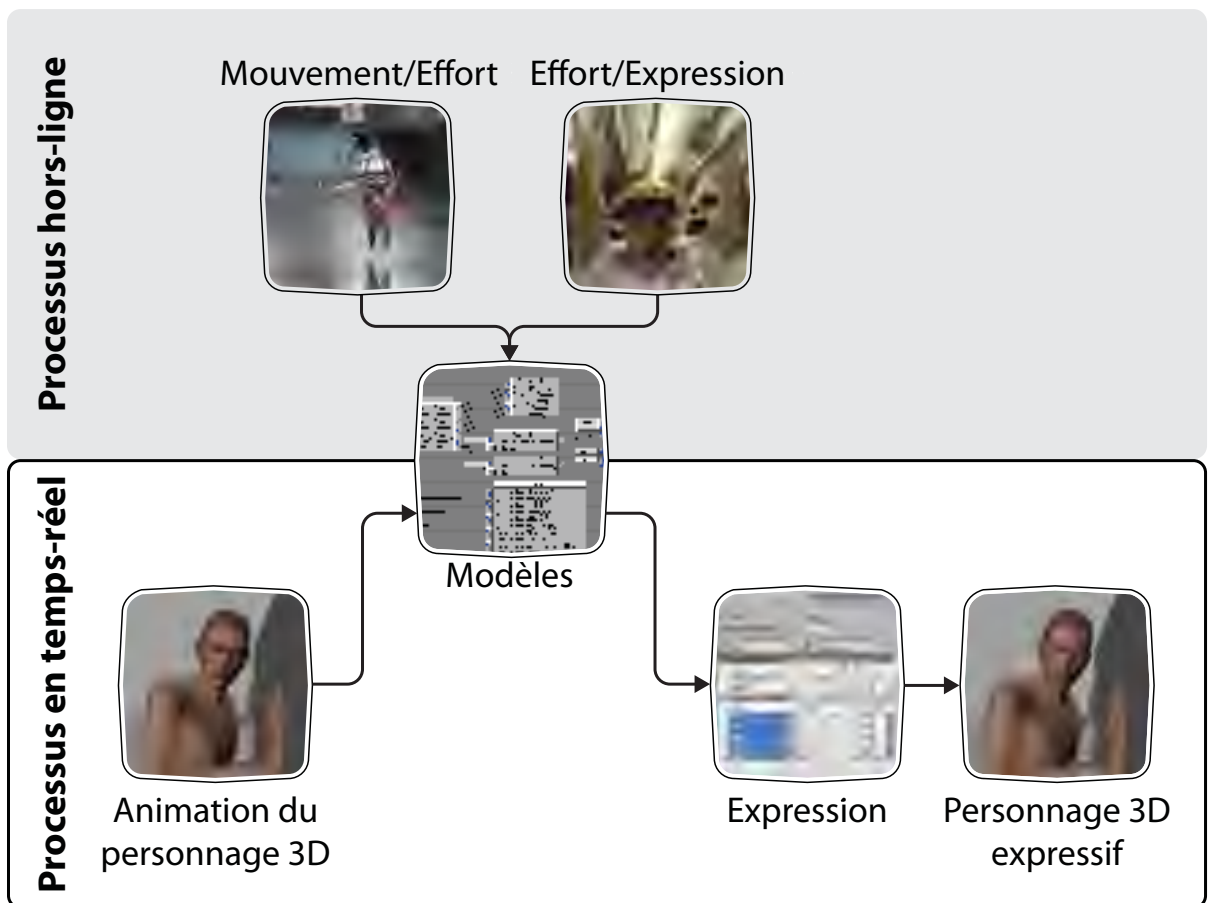 Processus hors-ligne
Mouvement/Effort
Effort/Expression
Processus en temps-réel
Modèles
Animation du
personnage 3D
Expression
Personnage 3D
expressif